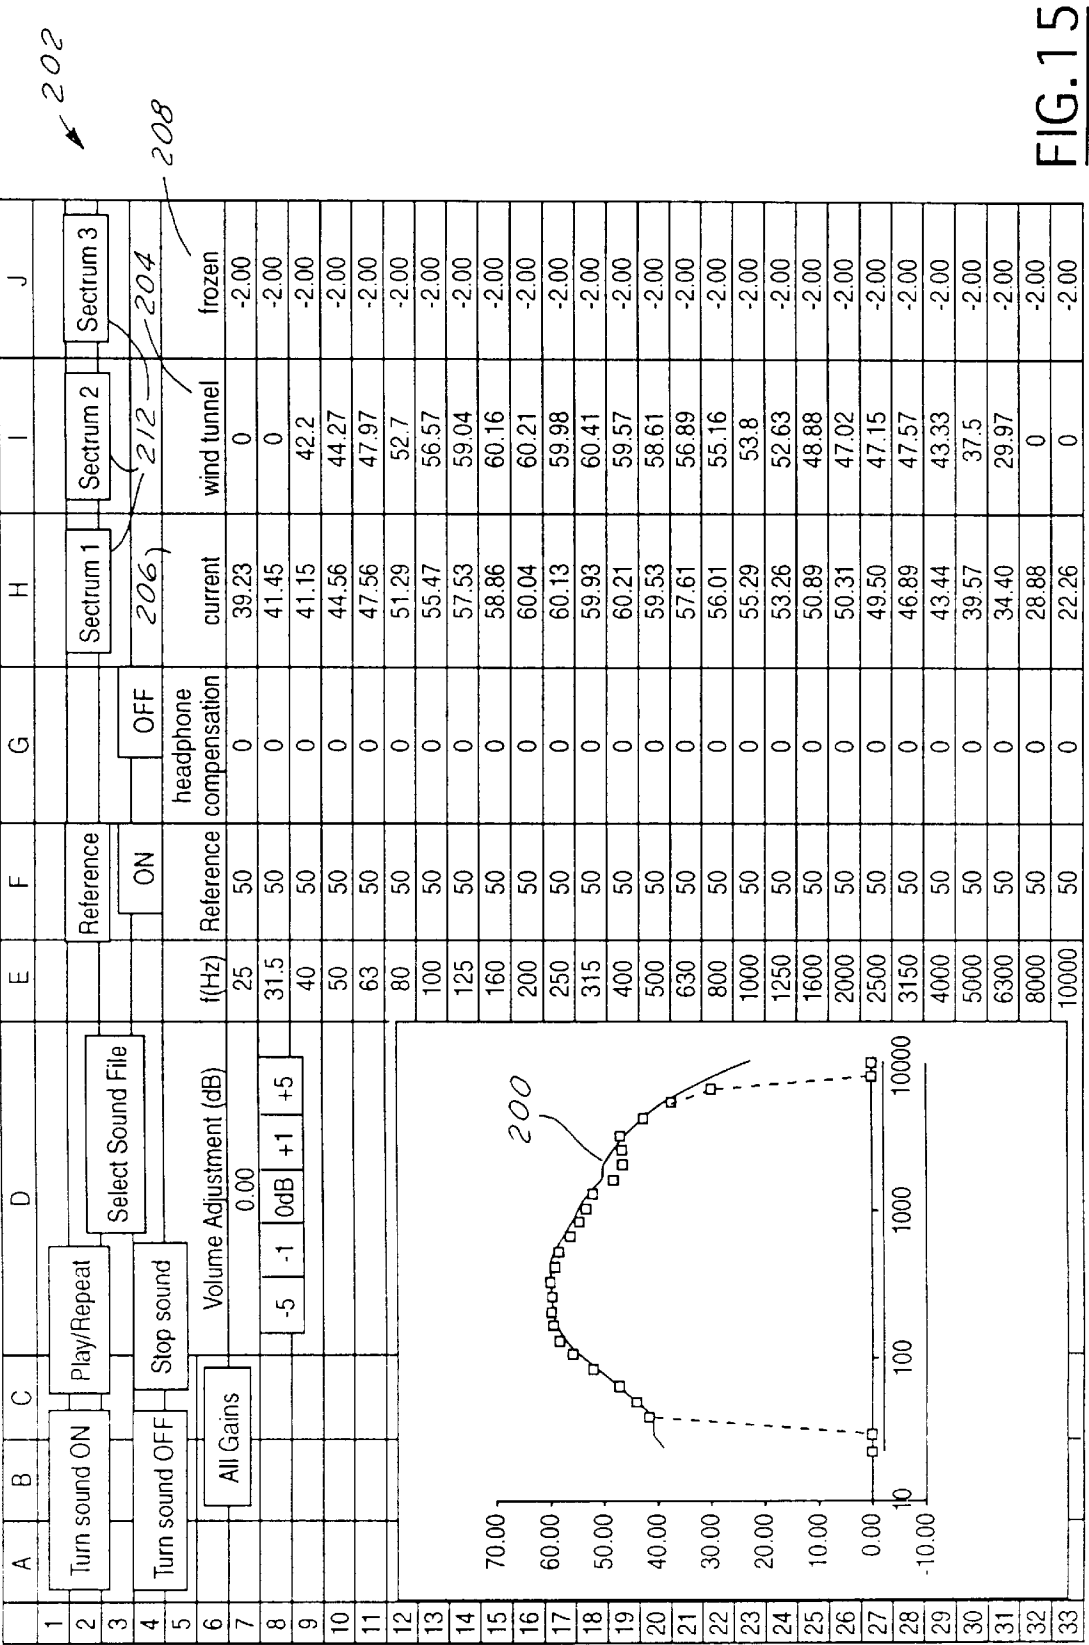 202
A B C D E F G H I J
1
2 Turn sound ON Play/Repeat Select Sound File Reference Sectrum 1 Sectrum 2 Sectrum 3
3
4 Turn sound OFF Stop sound ON OFF 206 212 204 208
5
6 All Gains Volume Adjustment (dB) f(Hz) Reference headphone compensation current wind tunnel frozen
7 0.00 25 50 0 39.23 0 -2.00
8 -5 -1 0dB +1 +5 31.5 50 0 41.45 0 -2.00
9 40 50 0 41.15 42.2 -2.00
10 50 50 0 44.56 44.27 -2.00
11 63 50 0 47.56 47.97 -2.00
12 80 50 0 51.29 52.7 -2.00
13 100 50 0 55.47 56.57 -2.00
14 125 50 0 57.53 59.04 -2.00
15 160 50 0 58.86 60.16 -2.00
16 200 50 0 60.04 60.21 -2.00
17 250 50 0 60.13 59.98 -2.00
18 315 50 0 59.93 60.41 -2.00
19 400 50 0 60.21 59.57 -2.00
20 500 50 0 59.53 58.61 -2.00
21 630 50 0 57.61 56.89 -2.00
22 800 50 0 56.01 55.16 -2.00
23 1000 50 0 55.29 53.8 -2.00
24 1250 50 0 53.26 52.63 -2.00
25 1600 50 0 50.89 48.88 -2.00
26 2000 50 0 50.31 47.02 -2.00
27 2500 50 0 49.50 47.15 -2.00
28 3150 50 0 46.89 47.57 -2.00
29 4000 50 0 43.44 43.33 -2.00
30 5000 50 0 39.57 37.5 -2.00
31 6300 50 0 34.40 29.97 -2.00
32 8000 50 0 28.88 0 -2.00
33 10000 50 0 22.26 0 -2.00
200
70.00
60.00
50.00
40.00
30.00
20.00
10.00
0.00
-10.00
10 100 1000 10000
FIG.15